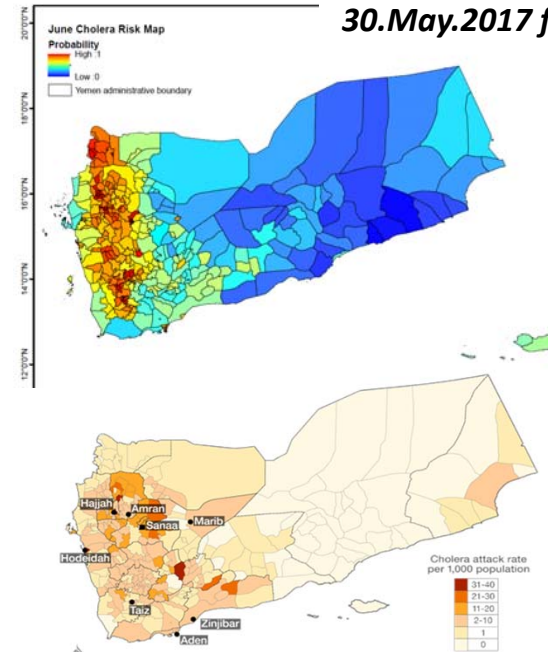 30.May.2017 f
June Cholera Risk Map
Probability
High :1
Low :0
Yemen administrative boundary
20°0'0"N
18°0'0"N
16°0'0"N
14°0'0"N
12°0'0"N
Hajjah
Amran
Sanaa
Marib
Hodeidah
Taiz
Zinjibar
Aden
Cholera attack rate
per 1,000 population
31-40
21-30
11-20
2-10
1
0